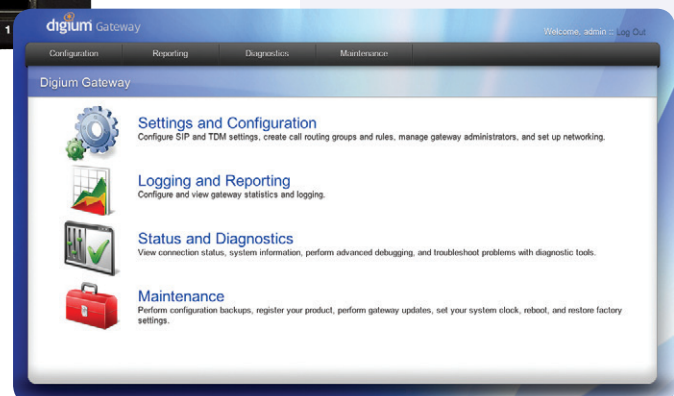 1
digium Gateway
Welcome, admin :: Log Out
Configuration Reporting Diagnostics Maintenance
Digium Gateway
Settings and Configuration
Configure SIP and TDM settings, create call routing groups and rules, manage gateway administrators, and set up networking.
Logging and Reporting
Configure and view gateway statistics and logging.
Status and Diagnostics
View connection status, system information, perform advanced debugging, and troubleshoot problems with diagnostic tools.
Maintenance
Perform configuration backups, register your product, perform gateway updates, set your system clock, reboot, and restore factory
settings.